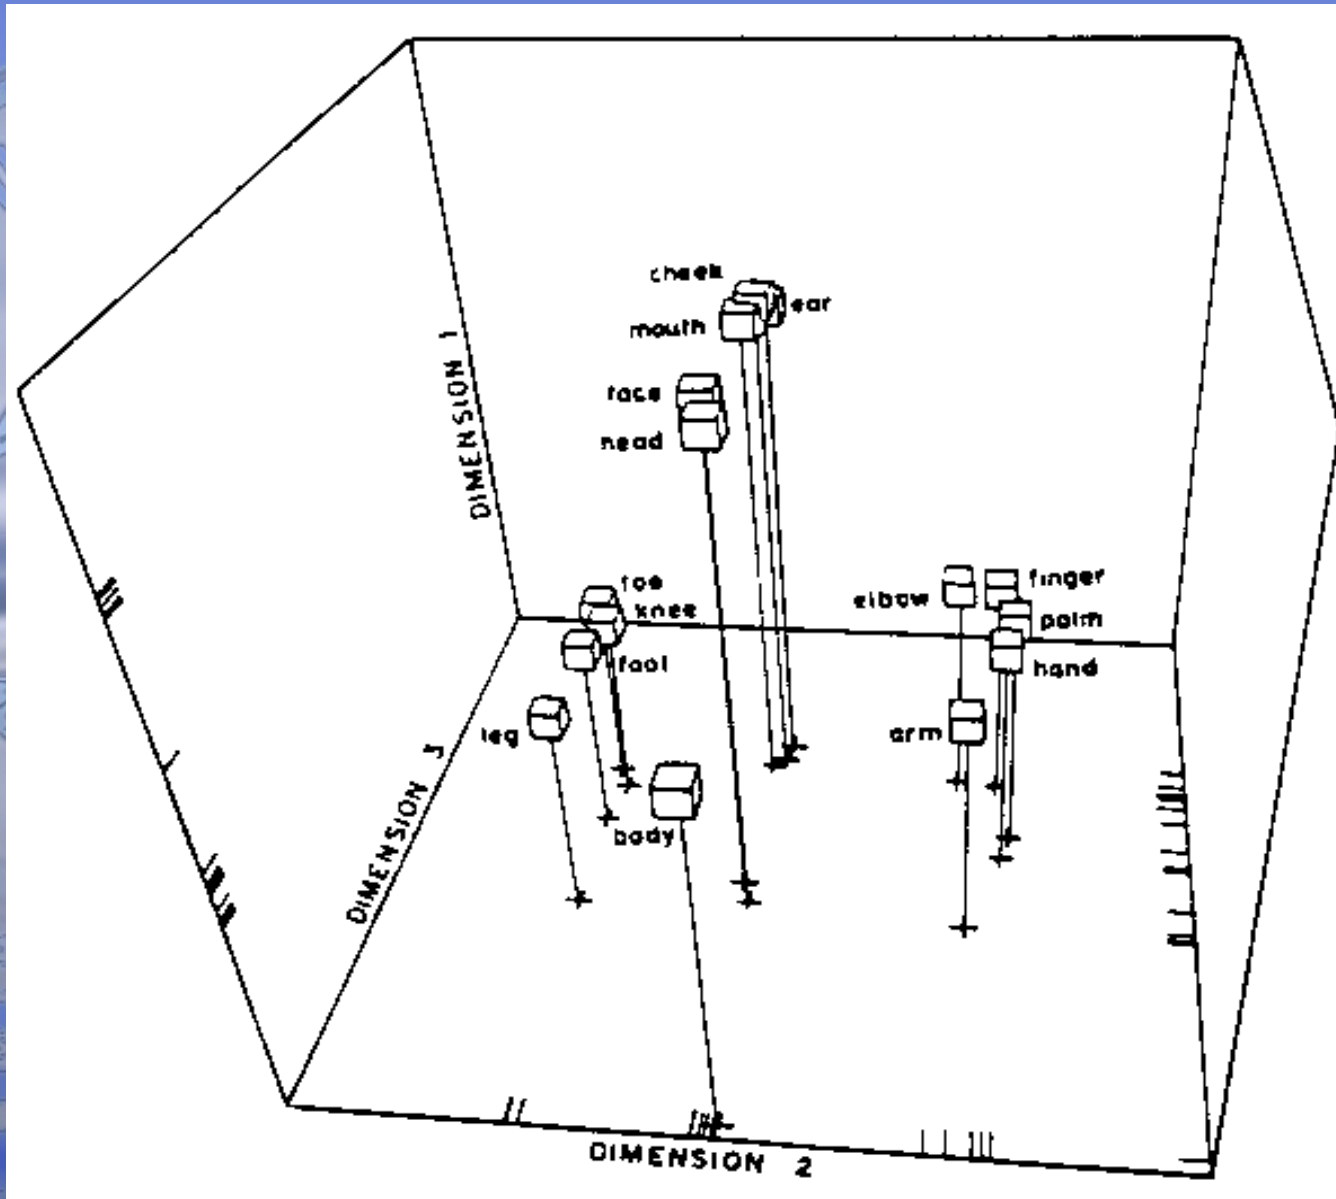 cheek
ear
mouth
face
head
DIMENSION 1
toe
knee
foot
leg
body
elbow
finger
palm
hand
arm
DIMENSION 3
DIMENSION 2